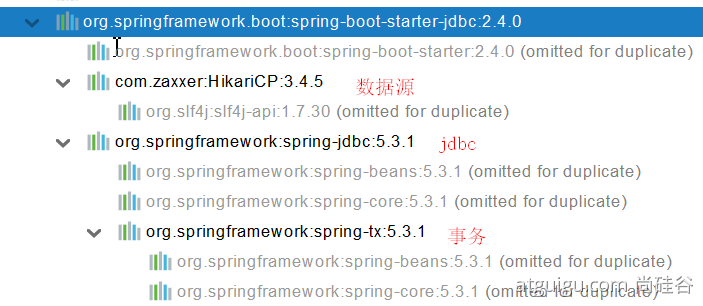 org.springframework.boot:spring-boot-starter-jdbc:2.4.0
org.springframework.boot:spring-boot-starter:2.4.0 (omitted for duplicate)
com.zaxxer:HikariCP:3.4.5 数据源
org.slf4j:slf4j-api:1.7.30 (omitted for duplicate)
org.springframework:spring-jdbc:5.3.1 jdbc
org.springframework:spring-beans:5.3.1 (omitted for duplicate)
org.springframework:spring-core:5.3.1 (omitted for duplicate)
org.springframework:spring-tx:5.3.1 事务
org.springframework:spring-beans:5.3.1 (omitted for duplicate)
org.springframework:spring-core:5.3.1 (omitted for duplicate)
atguigu.com 尚硅谷